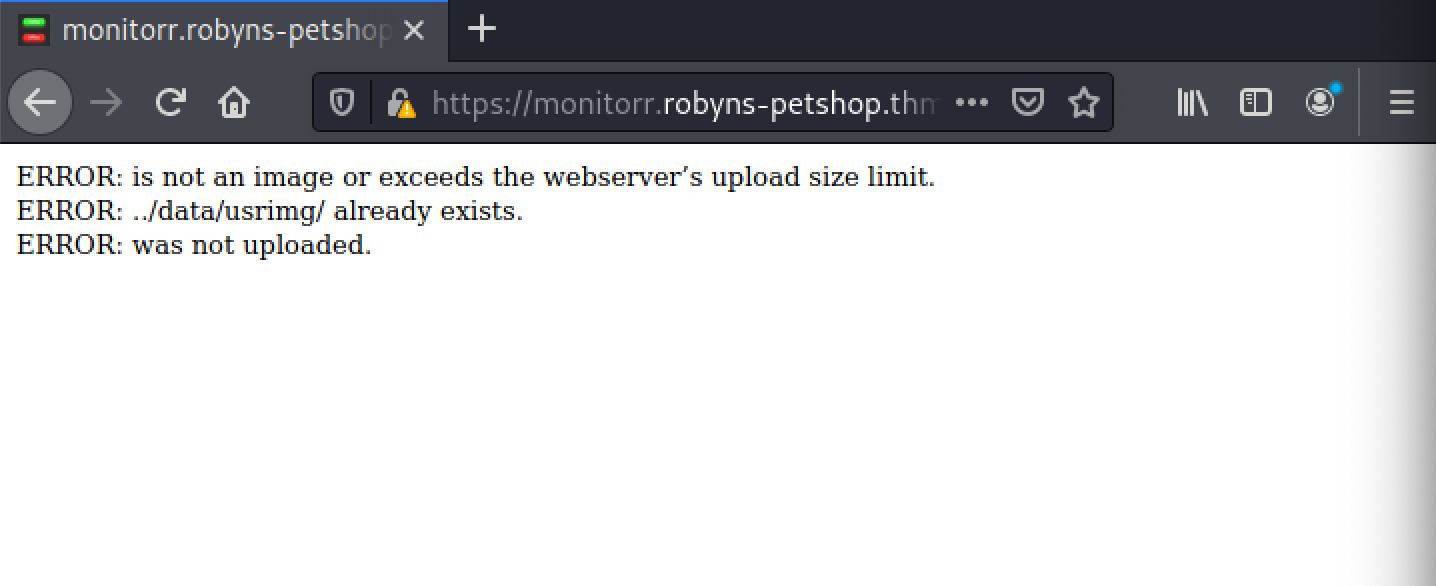 monitorr.robyns-petshop
https://monitorr.robyns-petshop.thm
ERROR: is not an image or exceeds the webserver’s upload size limit.
ERROR: ../data/usrimg/ already exists.
ERROR: was not uploaded.